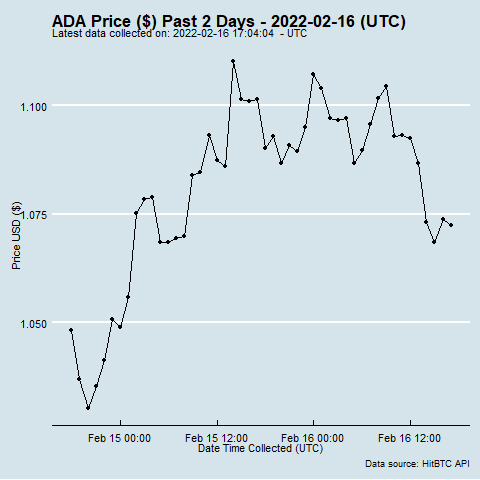 ADA Price ($) Past 2 Days - 2022-02-16 (UTC)
Latest data collected on: 2022-02-16 17:04:04 - UTC
1.100
1.075
1.050
Price USD ($)
Feb 15 00:00 Feb 15 12:00 Feb 16 00:00 Feb 16 12:00
Date Time Collected (UTC)
Data source: HitBTC API